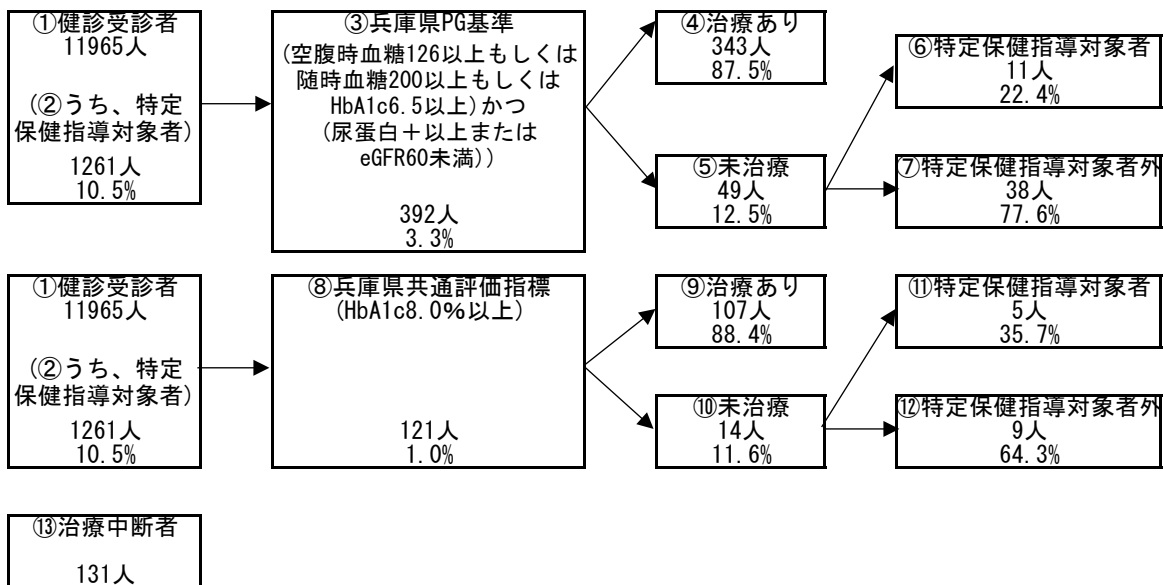 ①健診受診者
11965人
(②うち、特定
保健指導対象者)
1261人
10.5%
③兵庫県PG基準
(空腹時血糖126以上もしくは
随時血糖200以上もしくは
HbA1c6.5以上)かつ
(尿蛋白＋以上または
eGFR60未満))
392人
3.3%
④治療あり
343人
87.5%
⑤未治療
49人
12.5%
⑥特定保健指導対象者
11人
22.4%
⑦特定保健指導対象者外
38人
77.6%
①健診受診者
11965人
(②うち、特定
保健指導対象者)
1261人
10.5%
⑧兵庫県共通評価指標
(HbA1c8.0%以上)
121人
1.0%
⑨治療あり
107人
88.4%
⑩未治療
14人
11.6%
⑪特定保健指導対象者
5人
35.7%
⑫特定保健指導対象者外
9人
64.3%
⑬治療中断者
131人